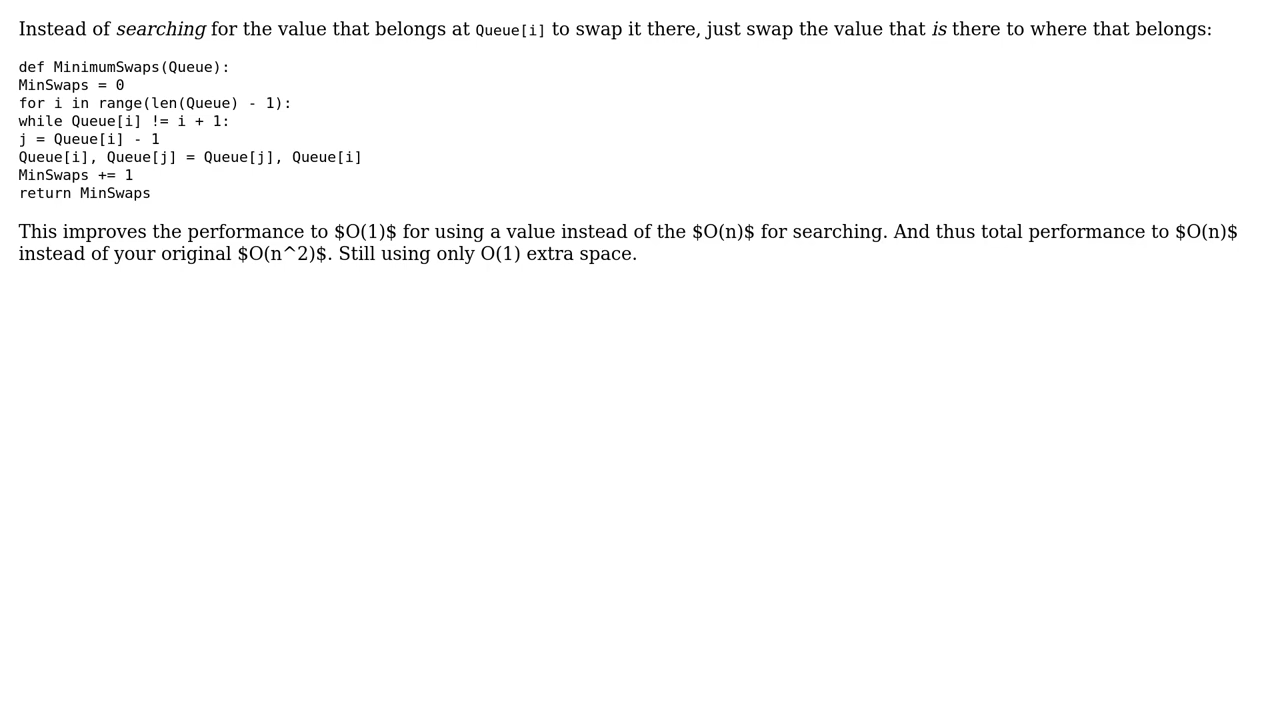 Instead of searching for the value that belongs at Queue[i] to swap it there, just swap the value that is there to where that belongs:
def MinimumSwaps(Queue):
MinSwaps = 0
for i in range(len(Queue) - 1):
while Queue[i] != i + 1:
j = Queue[i] - 1
Queue[i], Queue[j] = Queue[j], Queue[i]
MinSwaps += 1
return MinSwaps
This improves the performance to $O(1)$ for using a value instead of the $O(n)$ for searching. And thus total performance to $O(n)$
instead of your original $O(n^2)$. Still using only O(1) extra space.